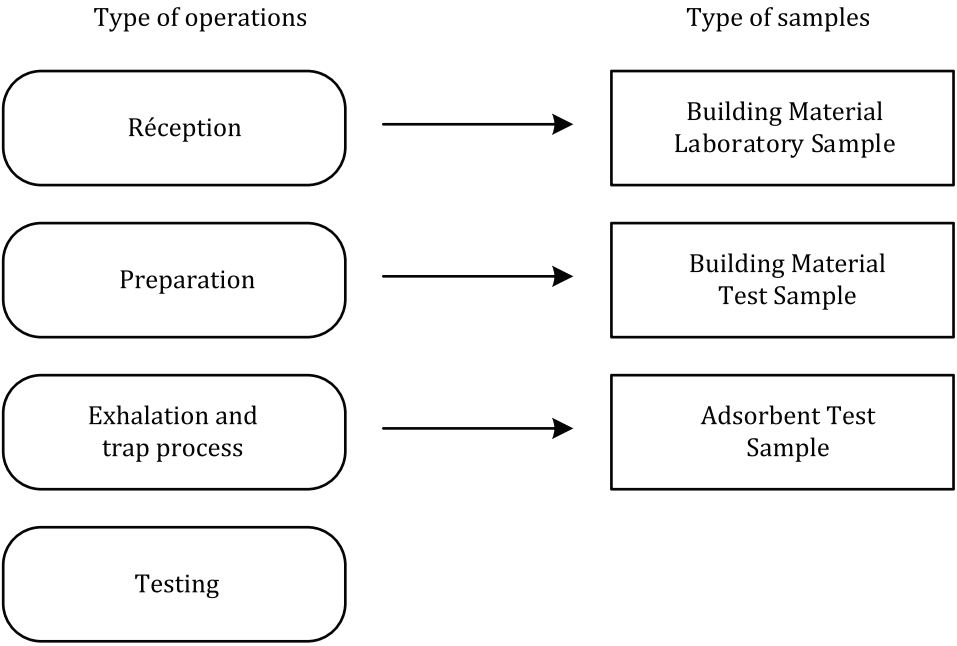 Type of operations
Type of samples
Réception
Building Material
Laboratory Sample
Preparation
Building Material
Test Sample
Exhalation and
trap process
Adsorbent Test
Sample
Testing